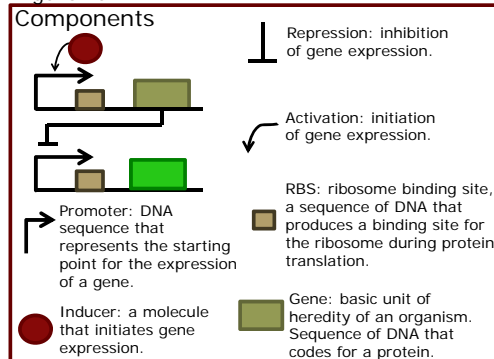 Components
Repression: inhibition
of gene expression.
Activation: initiation
of gene expression.
RBS: ribosome binding site,
a sequence of DNA that
produces a binding site for
the ribosome during protein
translation.
Promoter: DNA
sequence that
represents the starting
point for the expression
of a gene.
Inducer: a molecule
that initiates gene
expression.
Gene: basic unit of
heredity of an organism.
Sequence of DNA that
codes for a protein.